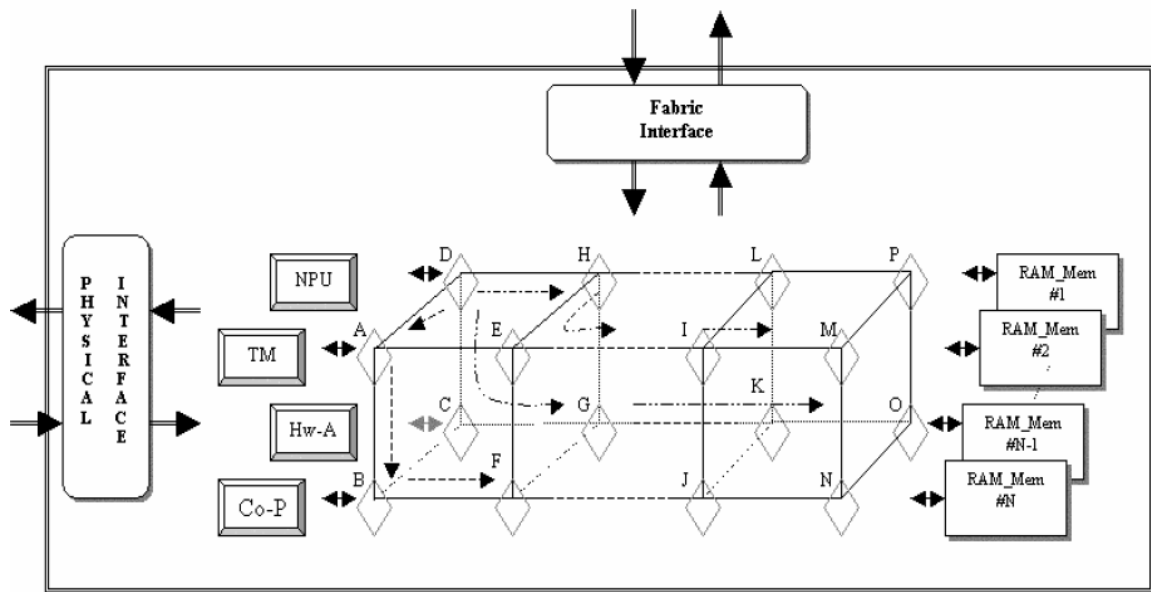 Fabric
Interface
PHYSICAL
INTERFACE
NPU
TM
Hw-A
Co-P
D
H
L
P
A
E
I
M
C
G
K
O
B
F
J
N
RAM_Mem
#1
RAM_Mem
#2
RAM_Mem
#N-1
RAM_Mem
#N